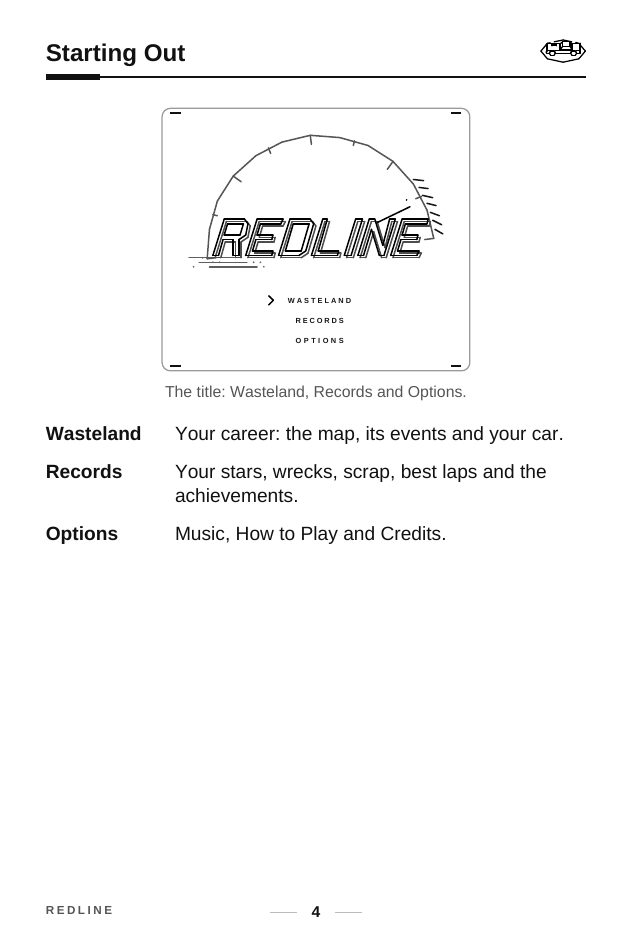 Starting Out
REDLINE
WASTELAND
RECORDS
OPTIONS
The title: Wasteland, Records and Options.
Wasteland Your career: the map, its events and your car.
Records Your stars, wrecks, scrap, best laps and the
achievements.
Options Music, How to Play and Credits.
REDLINE 4